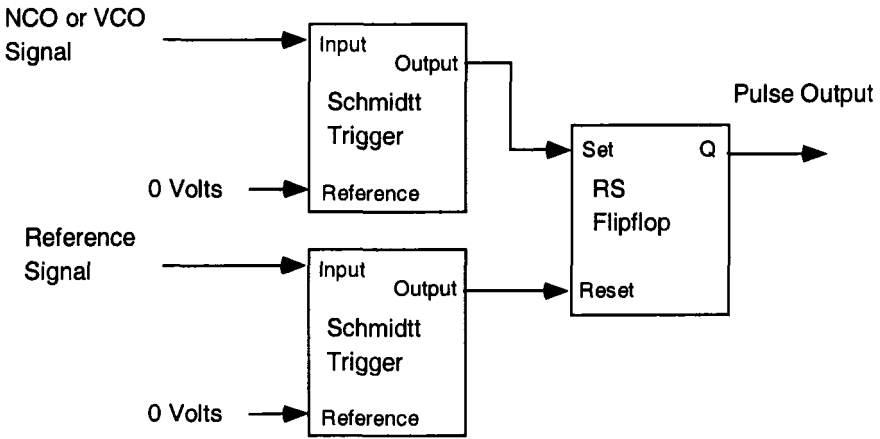 NCO or VCO
Signal
Input
Output
Schmidtt
Trigger
0 Volts
Reference
Pulse Output
Set
Q
RS
Flipflop
Reset
Reference
Signal
Input
Output
Schmidtt
Trigger
0 Volts
Reference